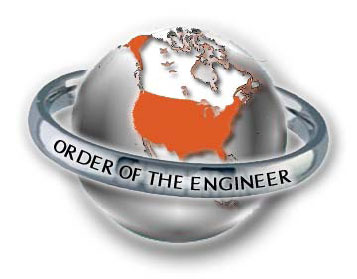 ORDER OF THE ENGINEER